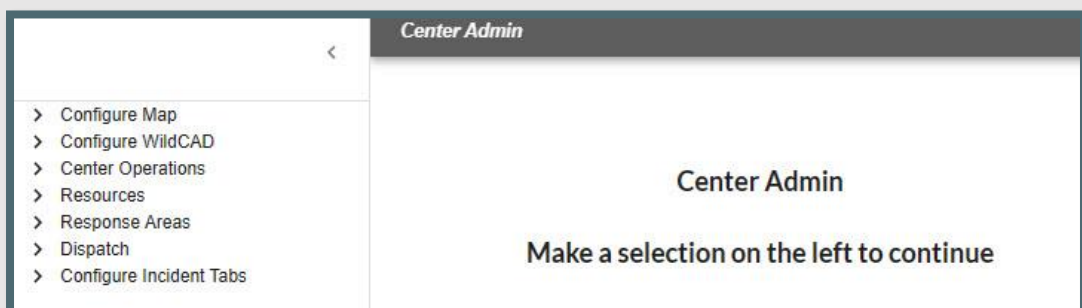 Center Admin
Configure Map
Configure WildCAD
Center Operations
Resources
Response Areas
Dispatch
Configure Incident Tabs
Center Admin
Make a selection on the left to continue